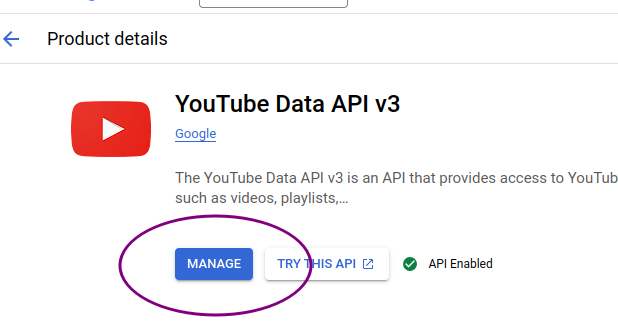 Product details
YouTube Data API v3
Google
The YouTube Data API v3 is an API that provides access to YouTub
such as videos, playlists,...
MANAGE
TRY THIS API
API Enabled